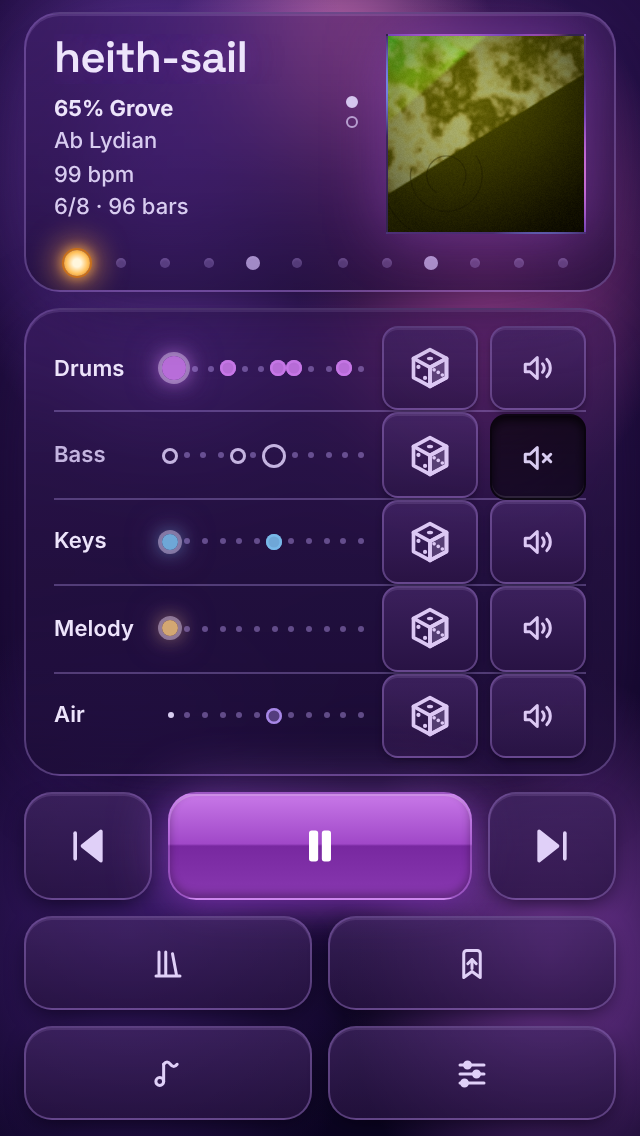 heith-sail
65% Grove
Ab Lydian
99 bpm
6/8 · 96 bars
Drums
Bass
Keys
Melody
Air